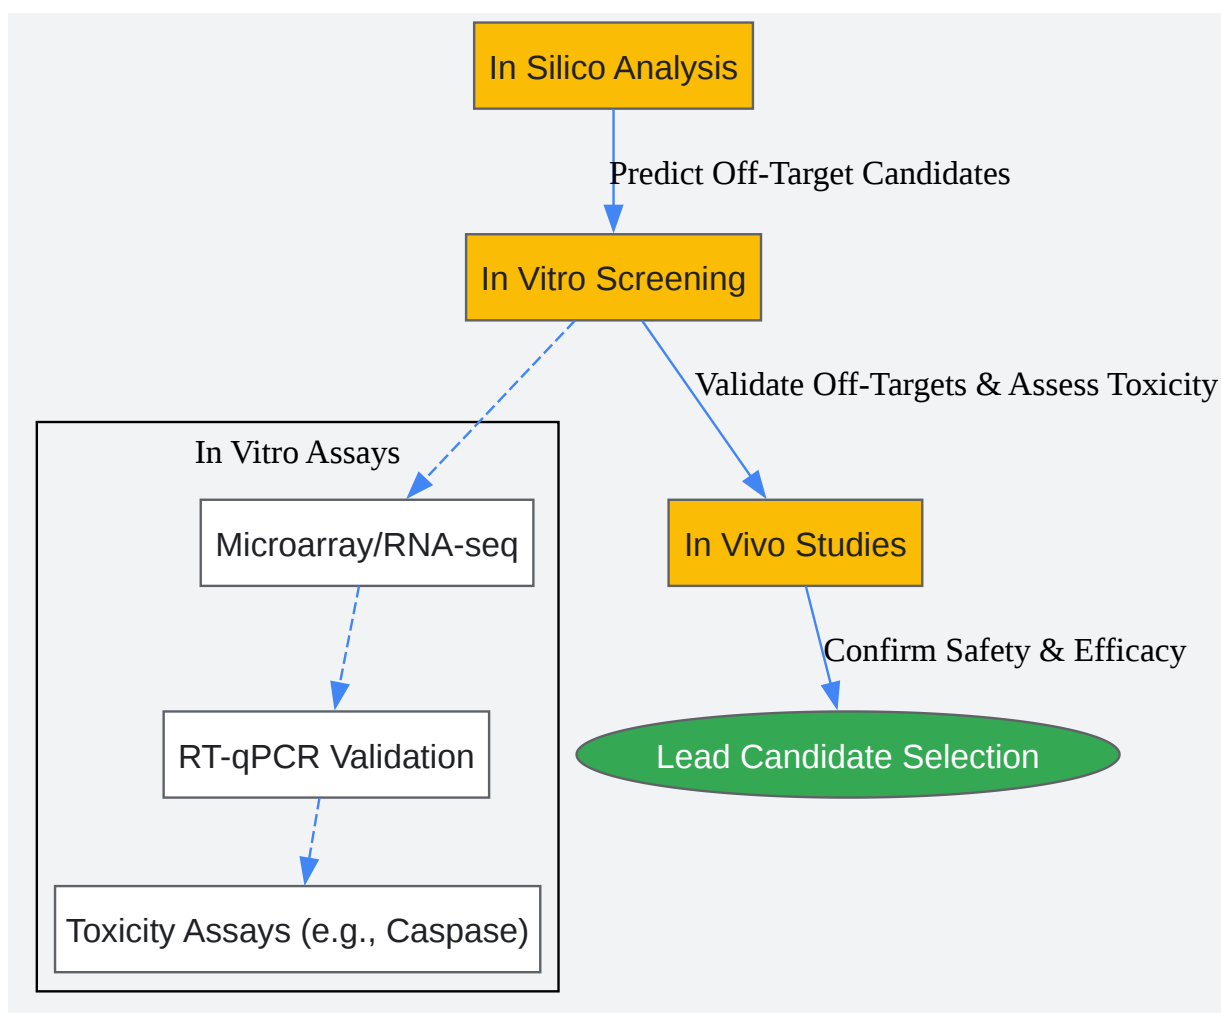 In Silico Analysis
Predict Off-Target Candidates
In Vitro Screening
Validate Off-Targets & Assess Toxicity
In Vitro Assays
Microarray/RNA-seq
In Vivo Studies
Confirm Safety & Efficacy
RT-qPCR Validation
Lead Candidate Selection
Toxicity Assays (e.g., Caspase)